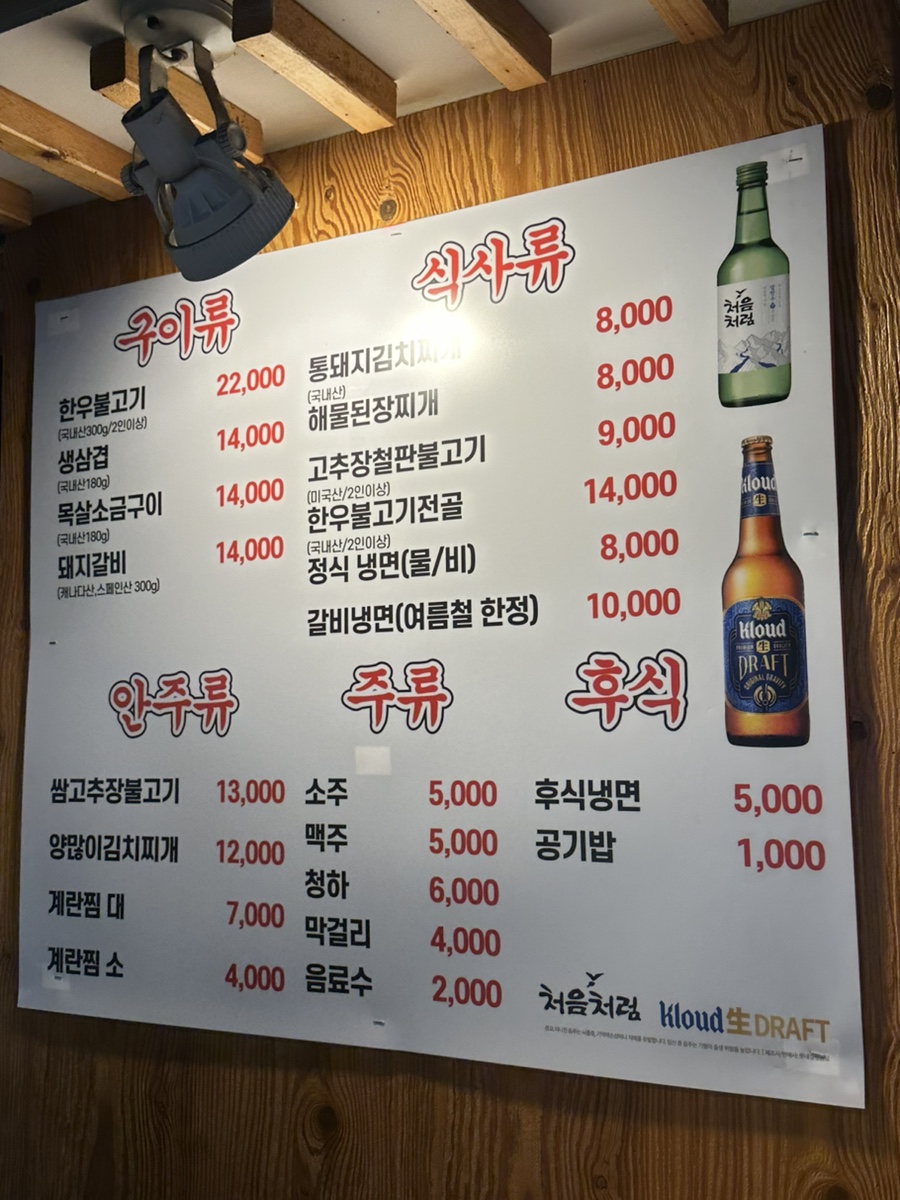 구이류
한우불고기 22,000
(국내산300g/2인이상)
생삼겹 14,000
(국내산180g)
목살소금구이 14,000
(국내산180g)
돼지갈비 14,000
(캐나다산,스페인산 300g)
식사류
통돼지김치찌개 8,000
(국내산)
해물된장찌개 8,000
고추장철판불고기 9,000
(미국산/2인이상)
한우불고기전골 14,000
(국내산/2인이상)
정식 냉면(물/비) 8,000
갈비냉면(여름철 한정) 10,000
안주류
쌈고추장불고기 13,000
양많이김치찌개 12,000
계란찜 대 7,000
계란찜 소 4,000
주류
소주 5,000
맥주 5,000
청하 6,000
막걸리 4,000
음료수 2,000
후식
후식냉면 5,000
공기밥 1,000
처음
처럼
Kloud
生
Kloud
生
DRAFT
ORIGINAL GRAVITY
처음처럼
Kloud 生 DRAFT